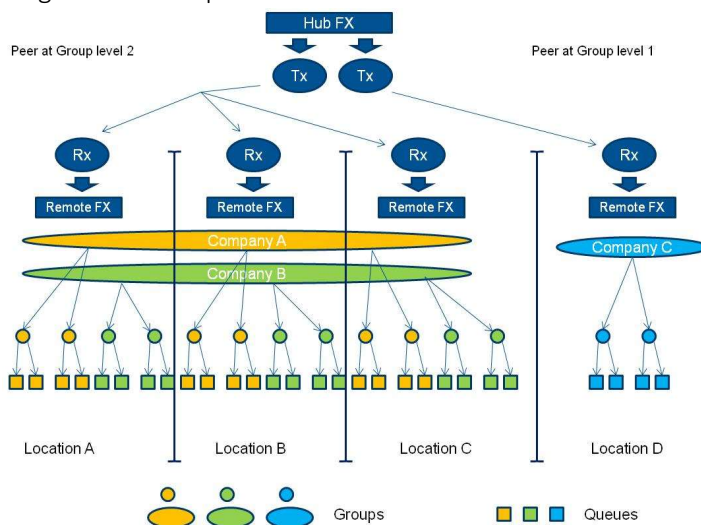 Hub FX
Peer at Group level 2
Peer at Group level 1
Tx
Tx
Rx
Rx
Rx
Rx
Remote FX
Remote FX
Remote FX
Remote FX
Company A
Company C
Company B
Location A
Location B
Location C
Location D
Groups
Queues